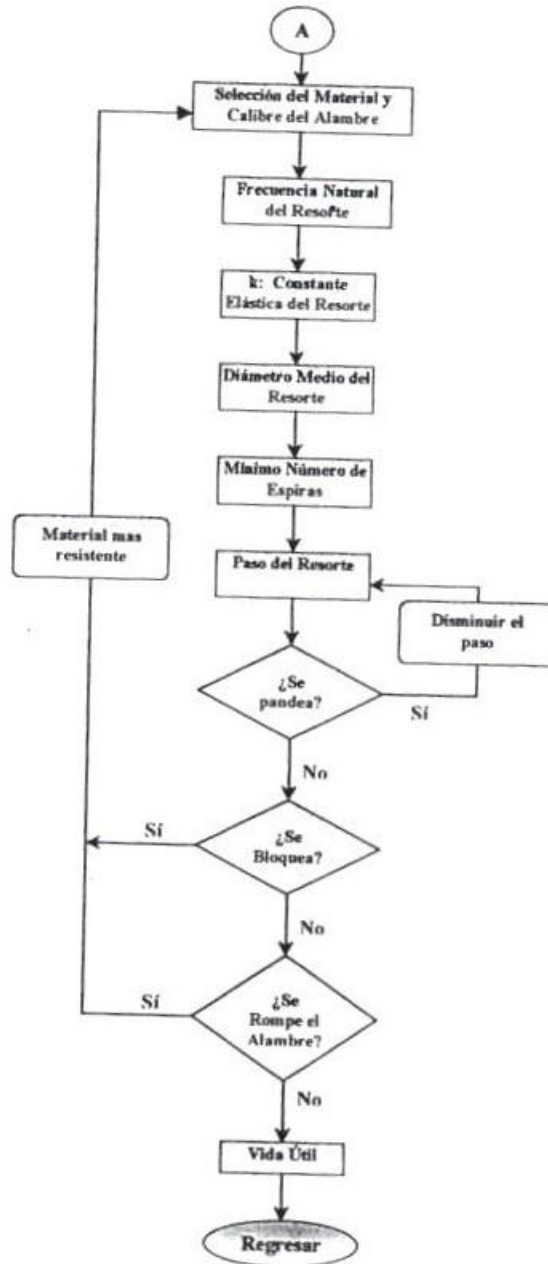 A
Selección del Material y
Calibre del Alambre
Frecuencia Natural
del Resorte
k: Constante
Elástica del Resorte
Diámetro Medio del
Resorte
Mínimo Número de
Espiras
Material mas
resistente
Paso del Resorte
Disminuir el
paso
¿Se
pandea?
Sí
No
Sí
¿Se
Bloquea?
No
Sí
¿Se
Rompe el
Alambre?
No
Vida Útil
Regresar